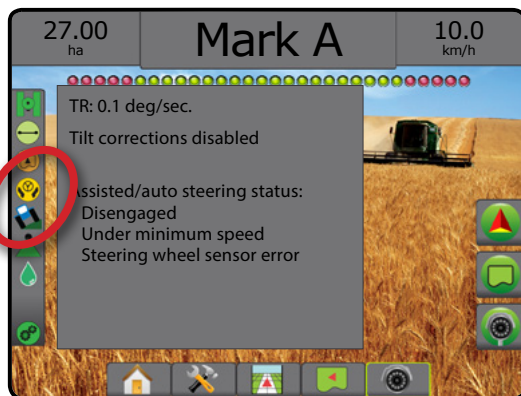 27.00
ha
Mark A
10.0
km/h
TR: 0.1 deg/sec.
Tilt corrections disabled
Assisted/auto steering status:
Disengaged
Under minimum speed
Steering wheel sensor error